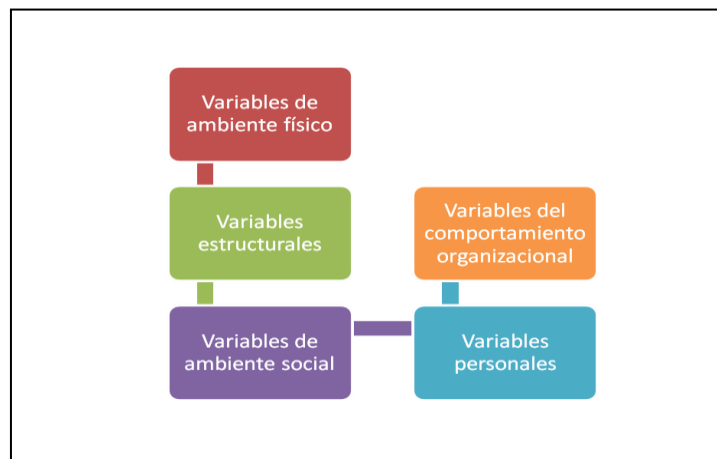 Variables de
ambiente físico
Variables
estructurales
Variables de
ambiente social
Variables
personales
Variables del
comportamiento
organizacional